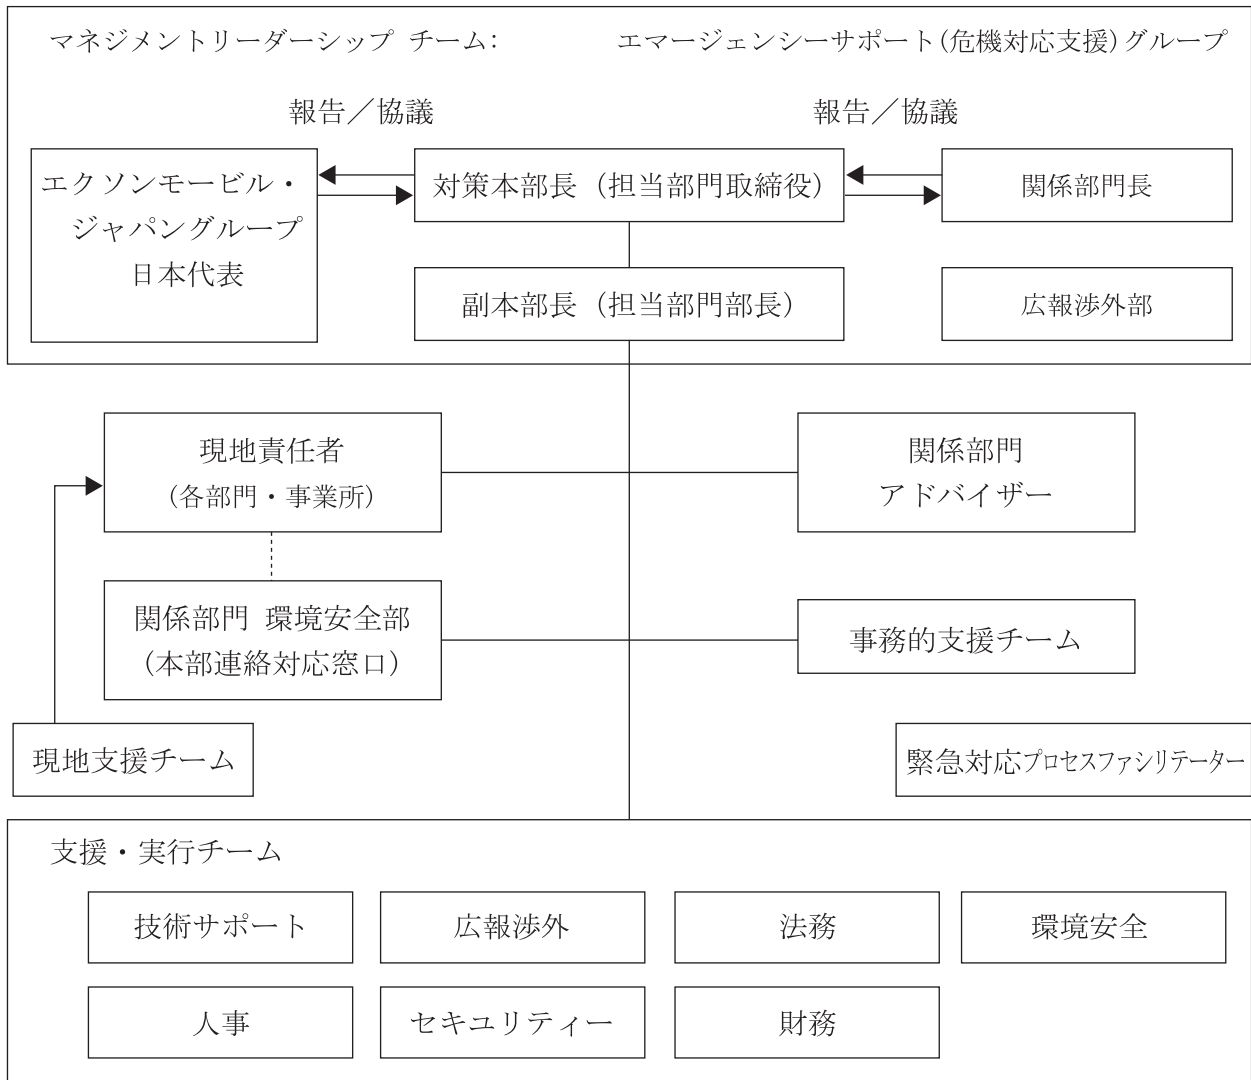 マネジメントリーダーシップ チーム:
エマージェンシーサポート(危機対応支援)グループ
報告／協議
報告／協議
エクソンモービル・
ジャパングループ
日本代表
対策本部長（担当部門取締役）
関係部門長
副本部長（担当部門部長）
広報渉外部
現地責任者
（各部門・事業所）
関係部門
アドバイザー
関係部門 環境安全部
（本部連絡対応窓口）
事務的支援チーム
現地支援チーム
緊急対応プロセスファシリテーター
支援・実行チーム
技術サポート
広報渉外
法務
環境安全
人事
セキュリティー
財務